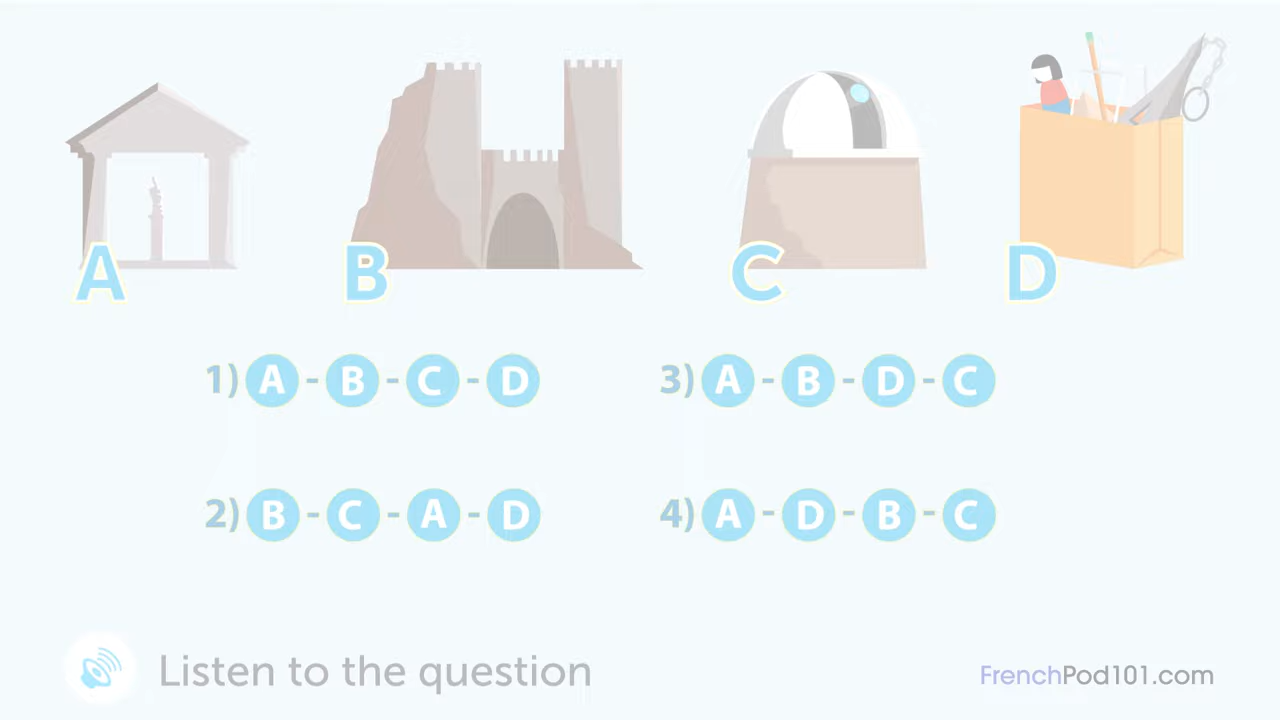 A B C D
1) A - B - C - D
3) A - B - D - C
2) B - C - A - D
4) A - D - B - C
Listen to the question
FrenchPod101.com